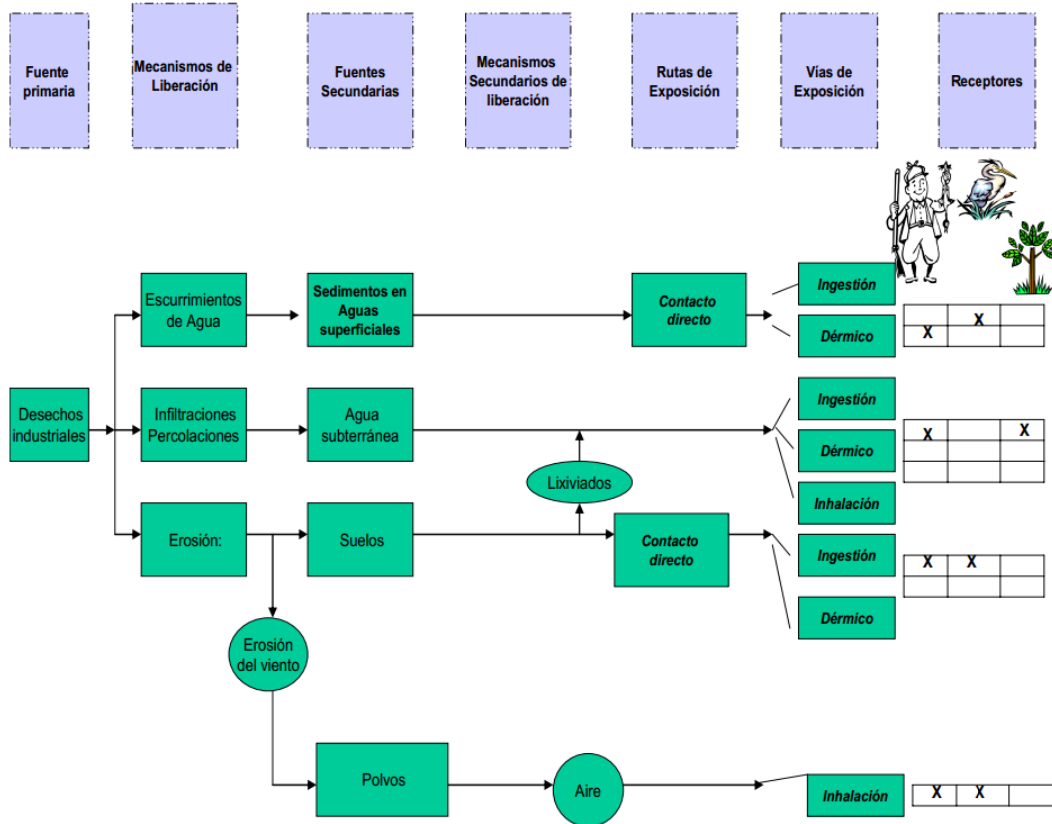 Fuente
primaria
Mecanismos de
Liberación
Fuentes
Secundarias
Mecanismos
Secundarios de
liberación
Rutas de
Exposición
Vías de
Exposición
Receptores
Escurrimientos
de Agua
Sedimentos en
Aguas
superficiales
Contacto
directo
Ingestión
Dérmico
X
X
Desechos
industriales
Infiltraciones
Percolaciones
Agua
subterránea
Lixiviados
Ingestión
Dérmico
Inhalación
X X
Erosión:
Suelos
Contacto
directo
Ingestión
Dérmico
X X
Erosión
del viento
Polvos
Aire
Inhalación
X X